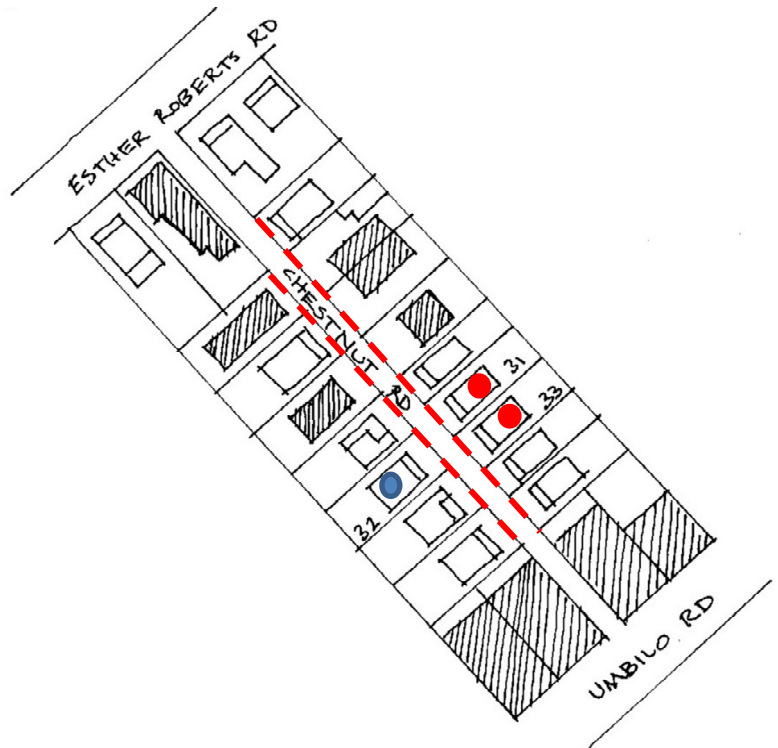 ESTHER ROBERTS RD
CHESTNUT RD
31
33
32
UMBILO RD